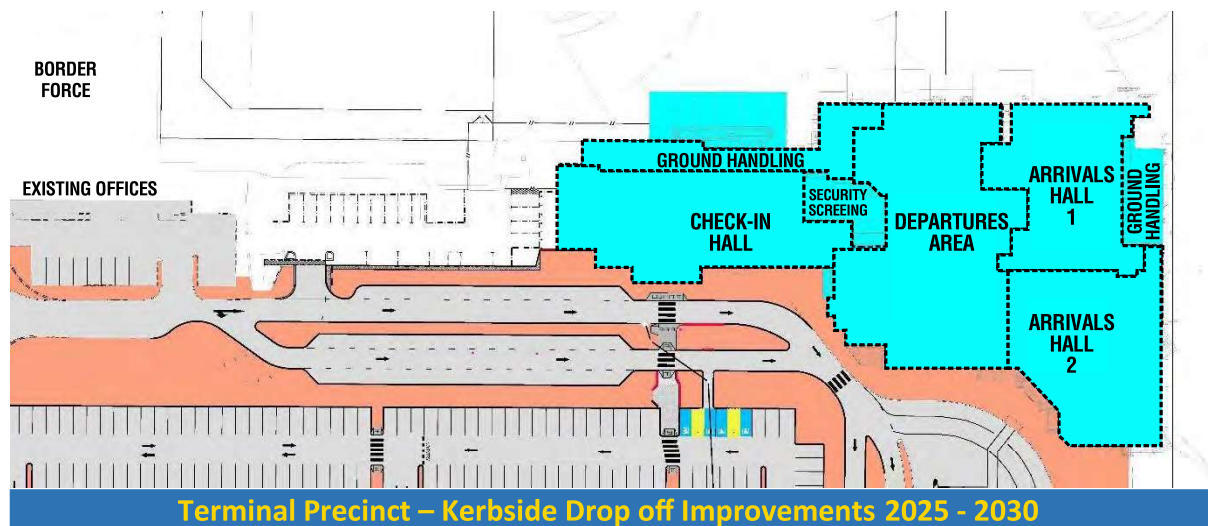 BORDER
FORCE
EXISTING OFFICES
GROUND HANDLING
CHECK-IN
HALL
SECURITY
SCREEING
DEPARTURES
AREA
ARRIVALS
HALL
1
GROUND
HANDLING
ARRIVALS
HALL
2
Terminal Precinct – Kerbside Drop off Improvements 2025 - 2030